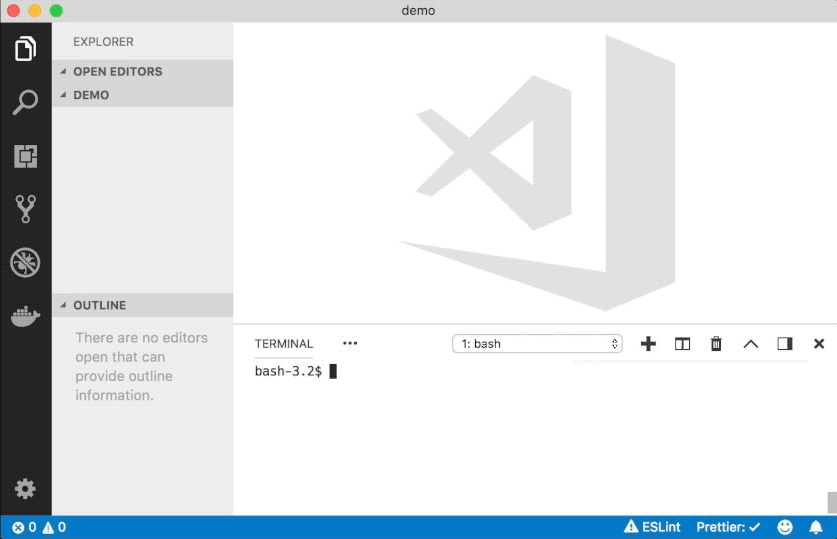 demo
EXPLORER
OPEN EDITORS
DEMO
OUTLINE
There are no editors
open that can
provide outline
information.
TERMINAL ••• 1: bash
bash-3.2$
0 0 ESLint Prettier: ✓